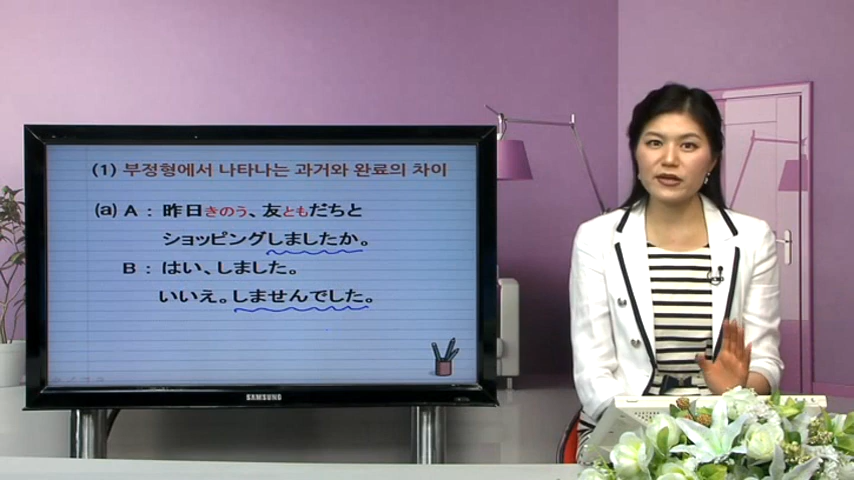 (1) 부정형에서 나타나는 과거와 완료의 차이
(a) A : 昨日きのう、友ともだちと
ショッピングしましたか。
B : はい、しました。
いいえ。しませんでした。
SAMSUNG